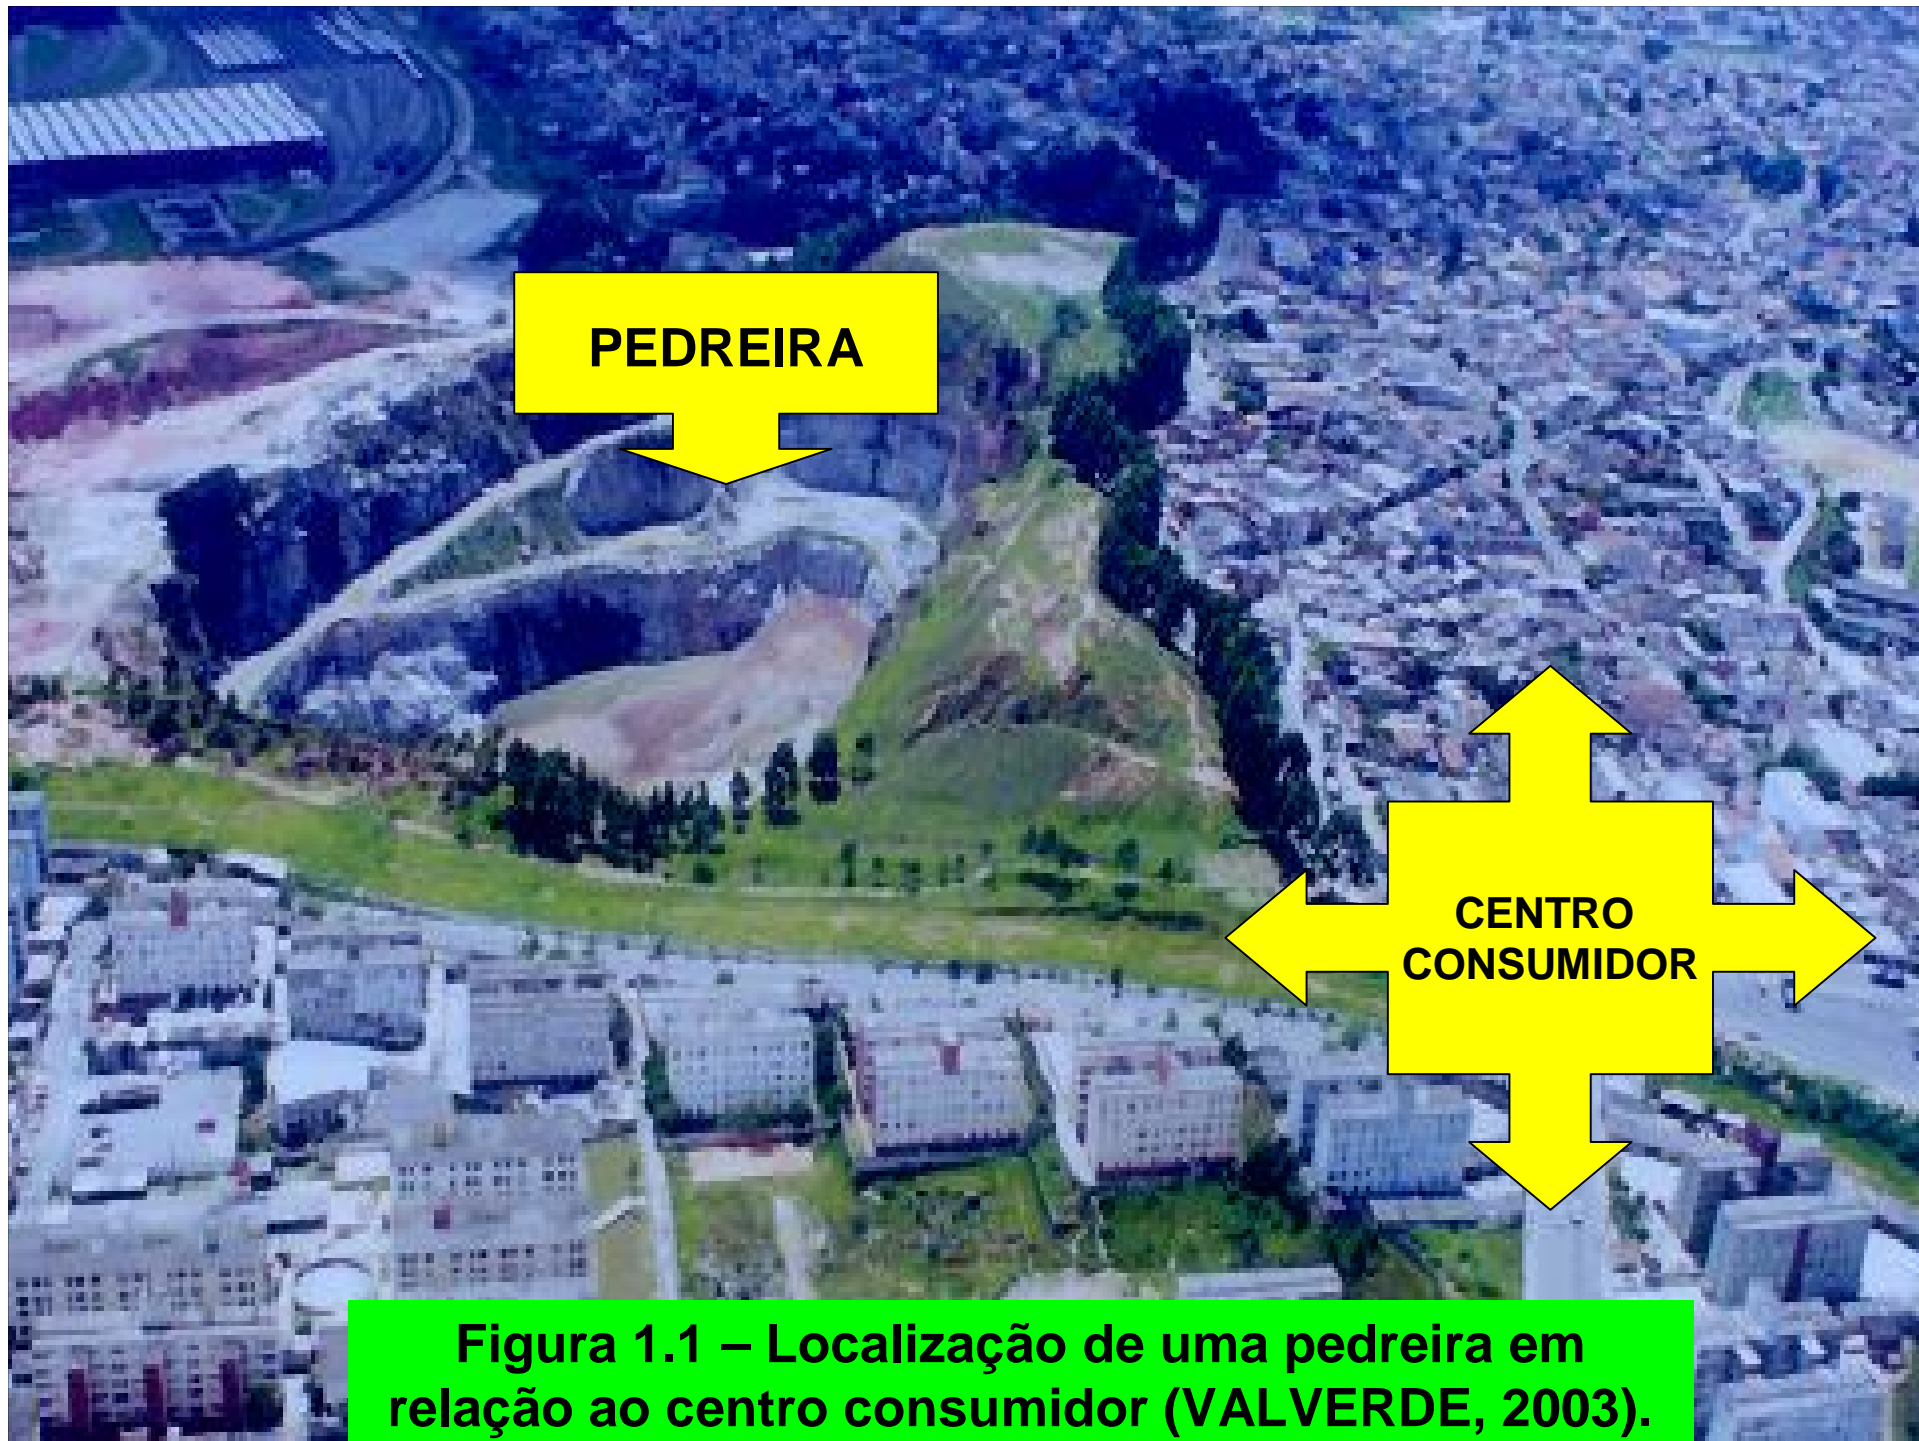 PEDREIRA
CENTRO
CONSUMIDOR
Figura 1.1 – Localização de uma pedreira em
relação ao centro consumidor (VALVERDE, 2003).